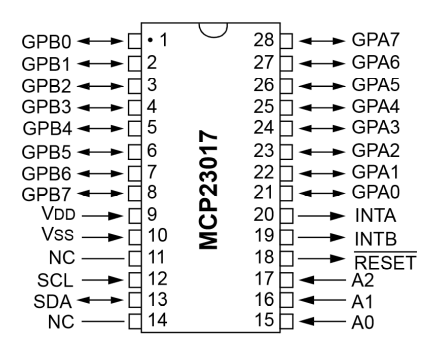 GPB0 1 28 GPA7
GPB1 2 27 GPA6
GPB2 3 26 GPA5
GPB3 4 25 GPA4
GPB4 5 24 GPA3
GPB5 6 23 GPA2
GPB6 7 22 GPA1
GPB7 8 21 GPA0
VDD 9 20 INTA
VSS 10 19 INTB
NC 11 18 RESET
SCL 12 17 A2
SDA 13 16 A1
NC 14 15 A0
MCP23017